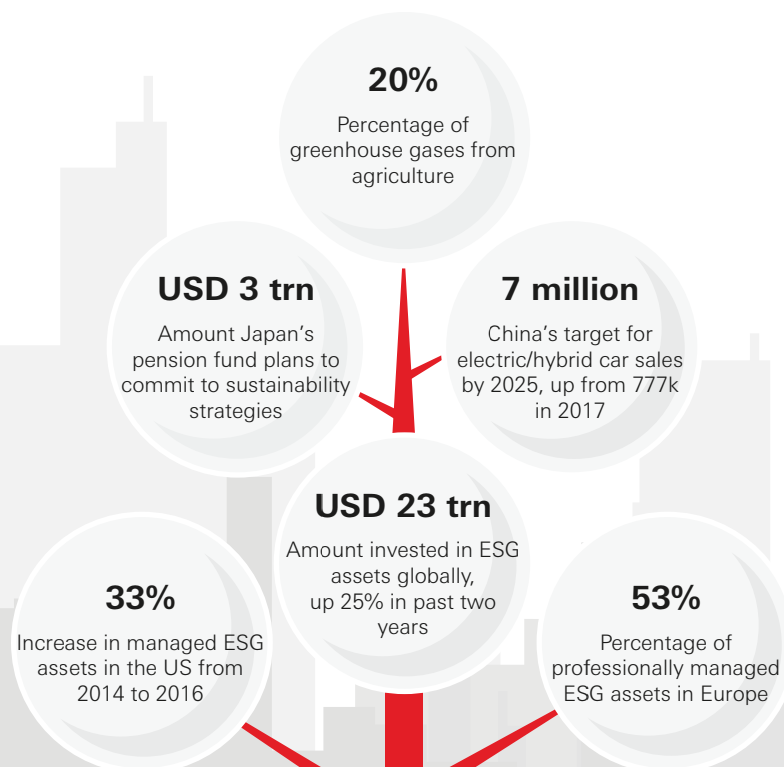 20%
Percentage of
greenhouse gases from
agriculture
USD 3 trn
Amount Japan's
pension fund plans to
commit to sustainability
strategies
7 million
China's target for
electric/hybrid car sales
by 2025, up from 777k
in 2017
USD 23 trn
Amount invested in ESG
assets globally,
up 25% in past two
years
33%
Increase in managed ESG
assets in the US from
2014 to 2016
53%
Percentage of
professionally managed
ESG assets in Europe